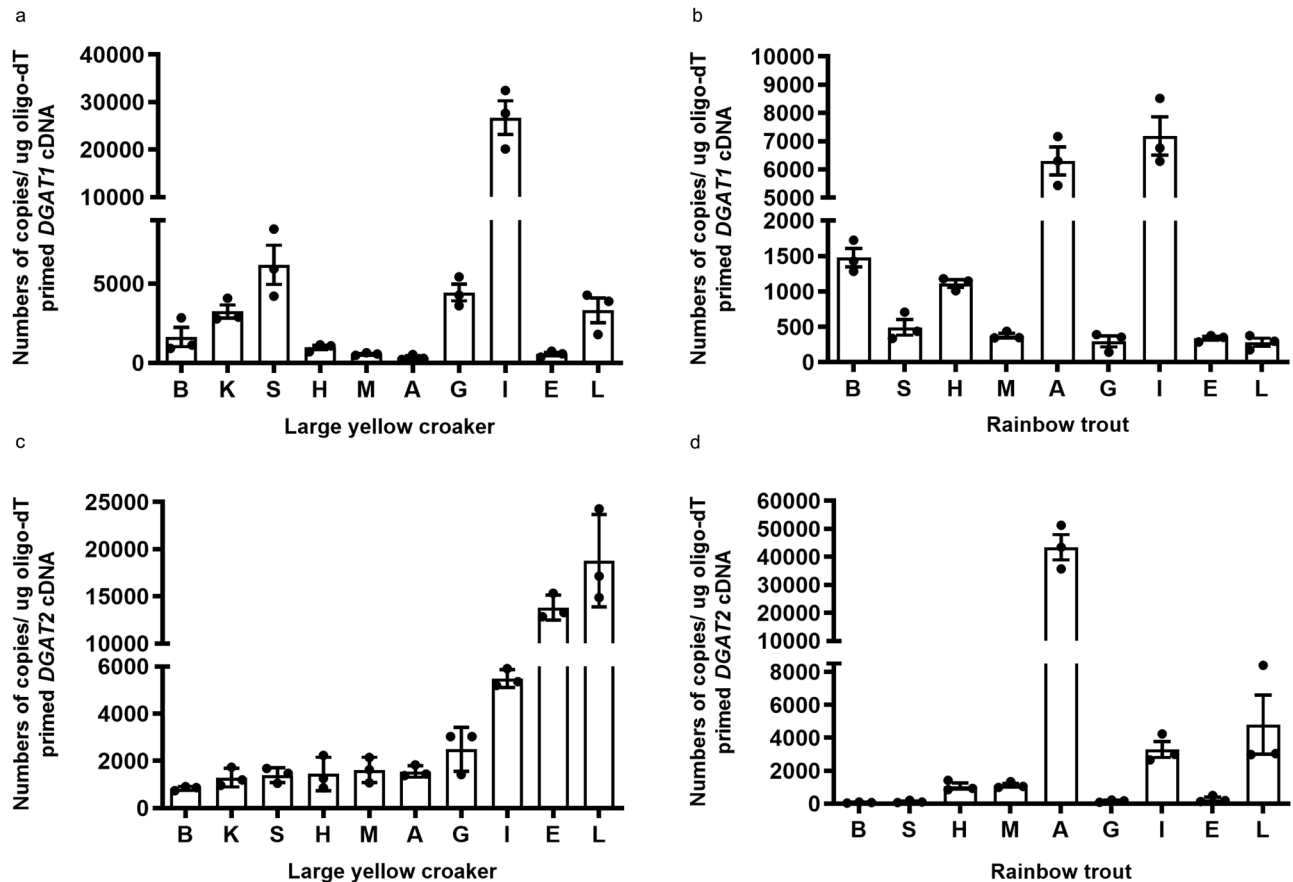 a
Numbers of copies/ ug oligo-dT
primed DGAT1 cDNA
40000
30000
20000
10000
5000
0
B K S H M A G I E L
Large yellow croaker
b
Numbers of copies/ ug oligo-dT
primed DGAT1 cDNA
10000
9000
8000
7000
6000
5000
2000
1500
1000
500
0
B S H M A G I E L
Rainbow trout
c
Numbers of copies/ ug oligo-dT
primed DGAT2 cDNA
25000
20000
15000
10000
6000
4000
2000
0
B K S H M A G I E L
Large yellow croaker
d
Numbers of copies/ ug oligo-dT
primed DGAT2 cDNA
60000
50000
40000
30000
20000
10000
8000
6000
4000
2000
0
B S H M A G I E L
Rainbow trout